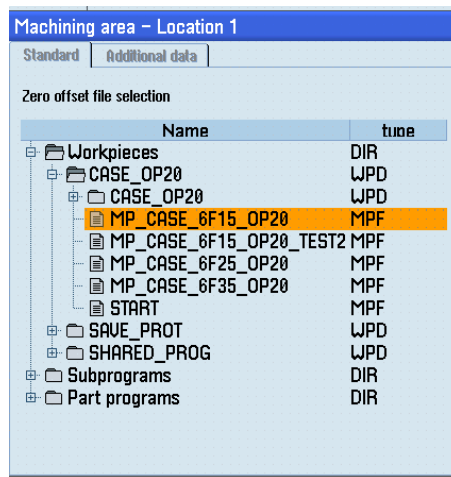 Machining area - Location 1
Standard Additional data
Zero offset file selection
Name type
Workpieces DIR
CASE_OP20 WPD
CASE_OP20 WPD
MP_CASE_6F15_OP20 MPF
MP_CASE_6F15_OP20_TEST2 MPF
MP_CASE_6F25_OP20 MPF
MP_CASE_6F35_OP20 MPF
START MPF
SAVE_PROT WPD
SHARED_PROG WPD
Subprograms DIR
Part programs DIR